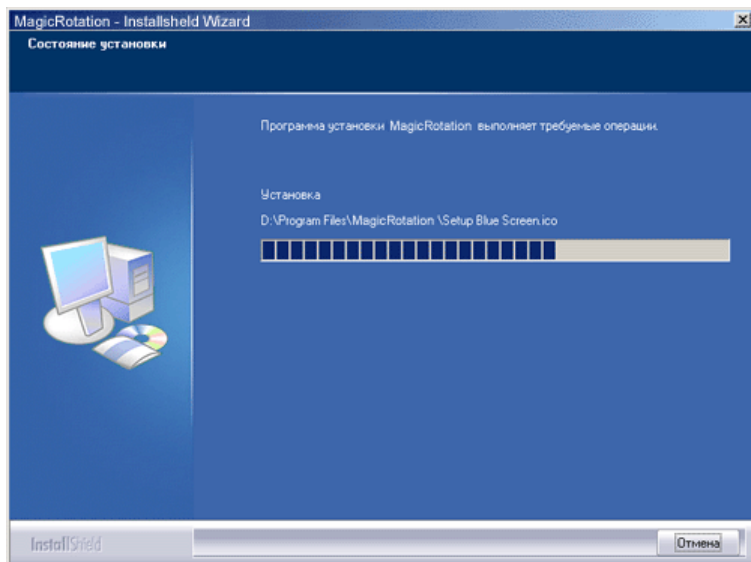 MagicRotation - Installsheld Wizard
Состояние установки
Программа установки MagicRotation выполняет требуемые операции.
Установка
D:\Program Files\MagicRotation \Setup Blue Screen.ico
InstallShield
Отмена